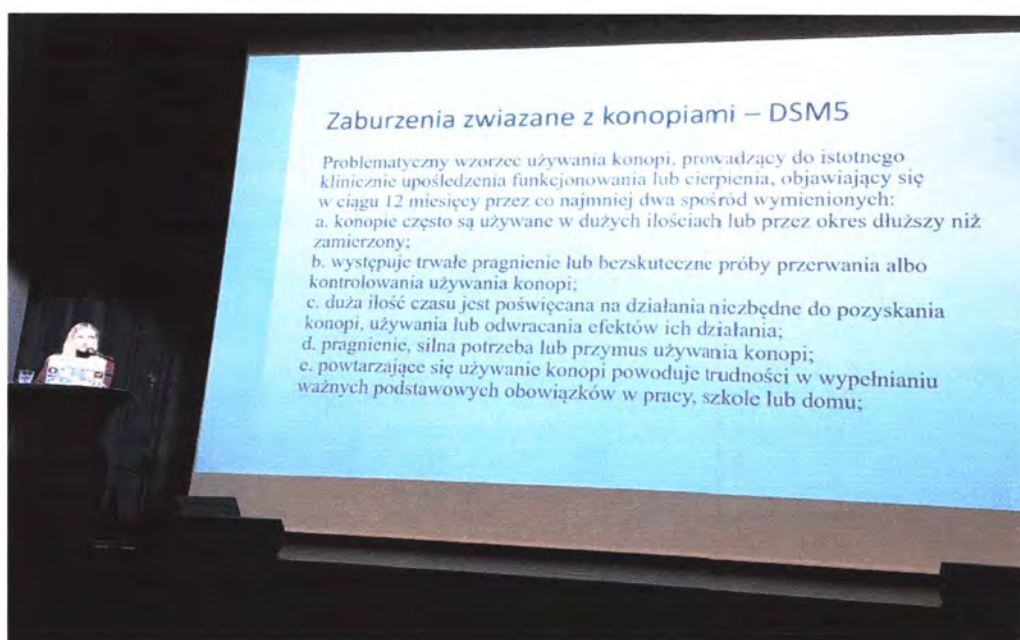 Zaburzenia zwiazane z konopiami – DSM5
Problematyczny wzorzec używania konopi, prowadzący do istotnego
klinicznie upośledzenia funkcjonowania lub cierpienia, objawiający się
w ciągu 12 miesięcy przez co najmniej dwa spośród wymienionych:
a. konopie często są używane w dużych ilościach lub przez okres dłuższy niż
zamierzony;
b. występuje trwałe pragnienie lub bezskuteczne próby przerwania albo
kontrolowania używania konopi;
c. duża ilość czasu jest poświęcana na działania niezbędne do pozyskania
konopi, używania lub odwracania efektów ich działania;
d. pragnienie, silna potrzeba lub przymus używania konopi;
e. powtarzające się używanie konopi powoduje trudności w wypełnianiu
ważnych podstawowych obowiązków w pracy, szkole lub domu;